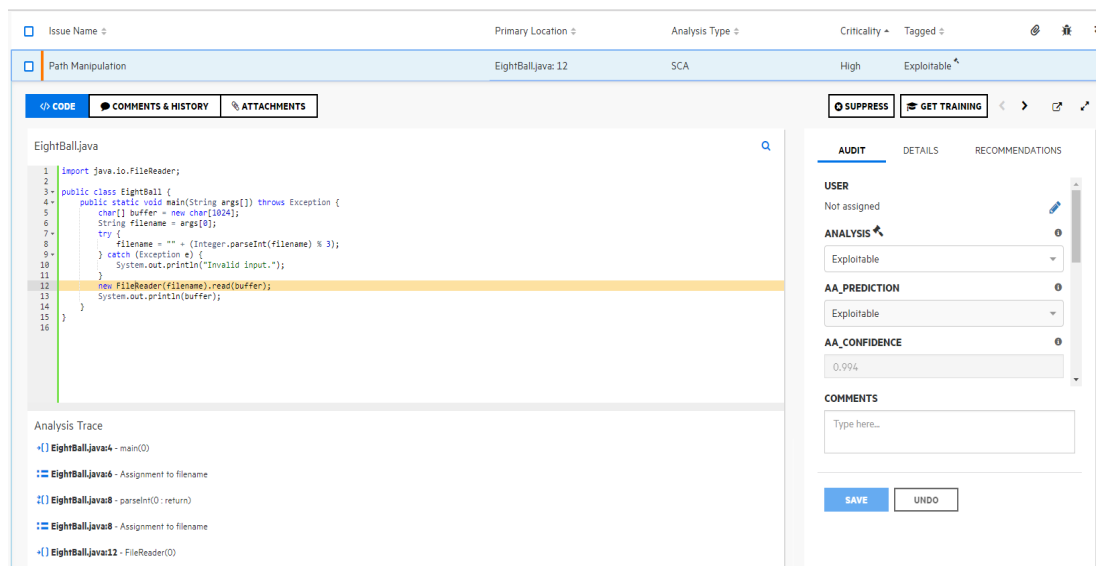 Issue Name Primary Location Analysis Type Criticality Tagged
Path Manipulation EightBall.java: 12 SCA High Exploitable
</> CODE COMMENTS & HISTORY ATTACHMENTS SUPPRESS GET TRAINING
EightBall.java
1 import java.io.FileReader;
2
3 public class EightBall {
4 public static void main(String args[]) throws Exception {
5 char[] buffer = new char[1024];
6 String filename = args[0];
7 try {
8 filename = "" + (Integer.parseInt(filename) % 3);
9 } catch (Exception e) {
10 System.out.println("Invalid input.");
11 }
12 new FileReader(filename).read(buffer);
13 System.out.println(buffer);
14 }
15 }
16
Analysis Trace
EightBall.java:4 - main(0)
EightBall.java:6 - Assignment to filename
EightBall.java:8 - parseInt(0 : return)
EightBall.java:8 - Assignment to filename
EightBall.java:12 - FileReader(0)
AUDIT DETAILS RECOMMENDATIONS
USER
Not assigned
ANALYSIS
Exploitable
AA_PREDICTION
Exploitable
AA_CONFIDENCE
0.994
COMMENTS
Type here...
SAVE UNDO